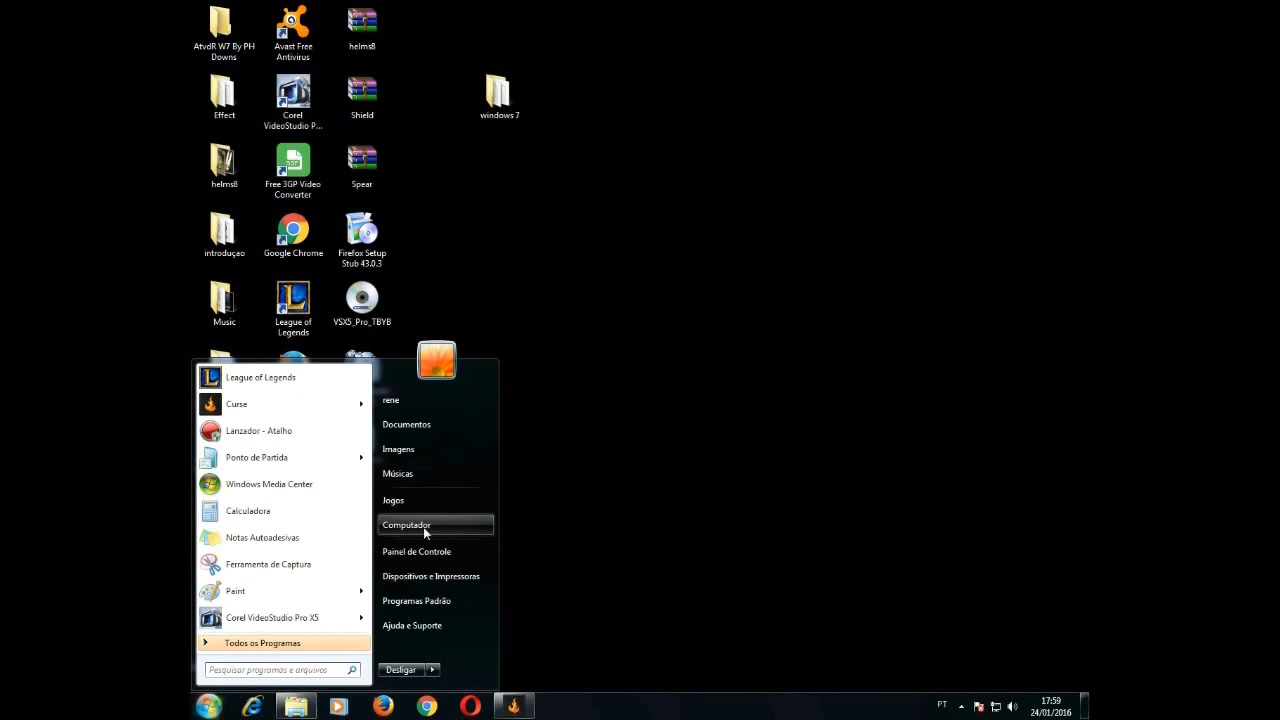 AtvdR W7 By PH
Downs
Avast Free
Antivirus
helms8
Effect
Corel
VideoStudio P...
Shield
windows 7
helms8
Free 3GP Video
Converter
Spear
introduçao
Google Chrome
Firefox Setup
Stub 43.0.3
Music
League of
Legends
VSX5_Pro_TBYB
League of Legends
Curse
Lanzador - Atalho
Ponto de Partida
Windows Media Center
Calculadora
Notas Autoadesivas
Ferramenta de Captura
Paint
Corel VideoStudio Pro X5
Todos os Programas
Pesquisar programas e arquivos
rene
Documentos
Imagens
Músicas
Jogos
Computador
Painel de Controle
Dispositivos e Impressoras
Programas Padrão
Ajuda e Suporte
Desligar
PT
17:59
24/01/2016